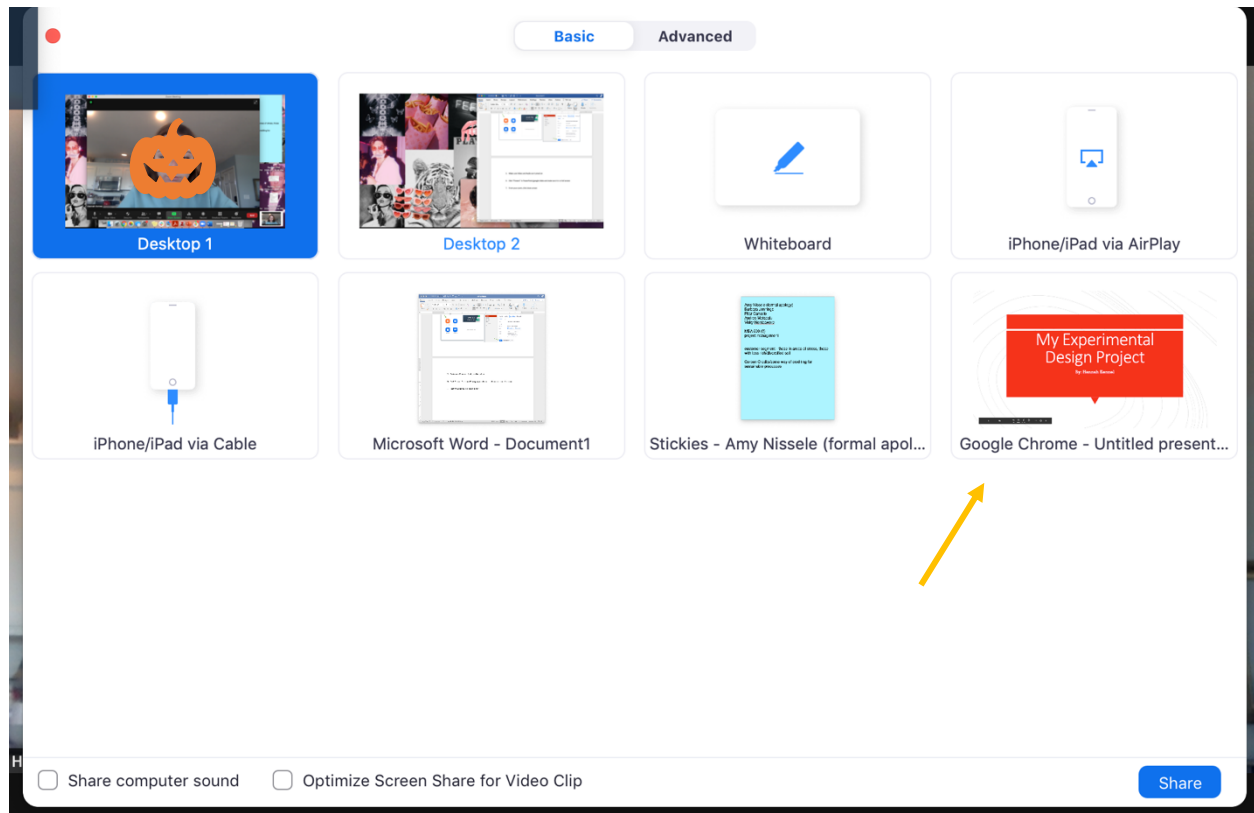 Basic
Advanced
Desktop 1
Desktop 2
Whiteboard
iPhone/iPad via AirPlay
iPhone/iPad via Cable
Microsoft Word - Document1
Stickies - Amy Nissele (formal apol...
My Experimental
Design Project
Google Chrome - Untitled present...
H
Share computer sound
Optimize Screen Share for Video Clip
Share